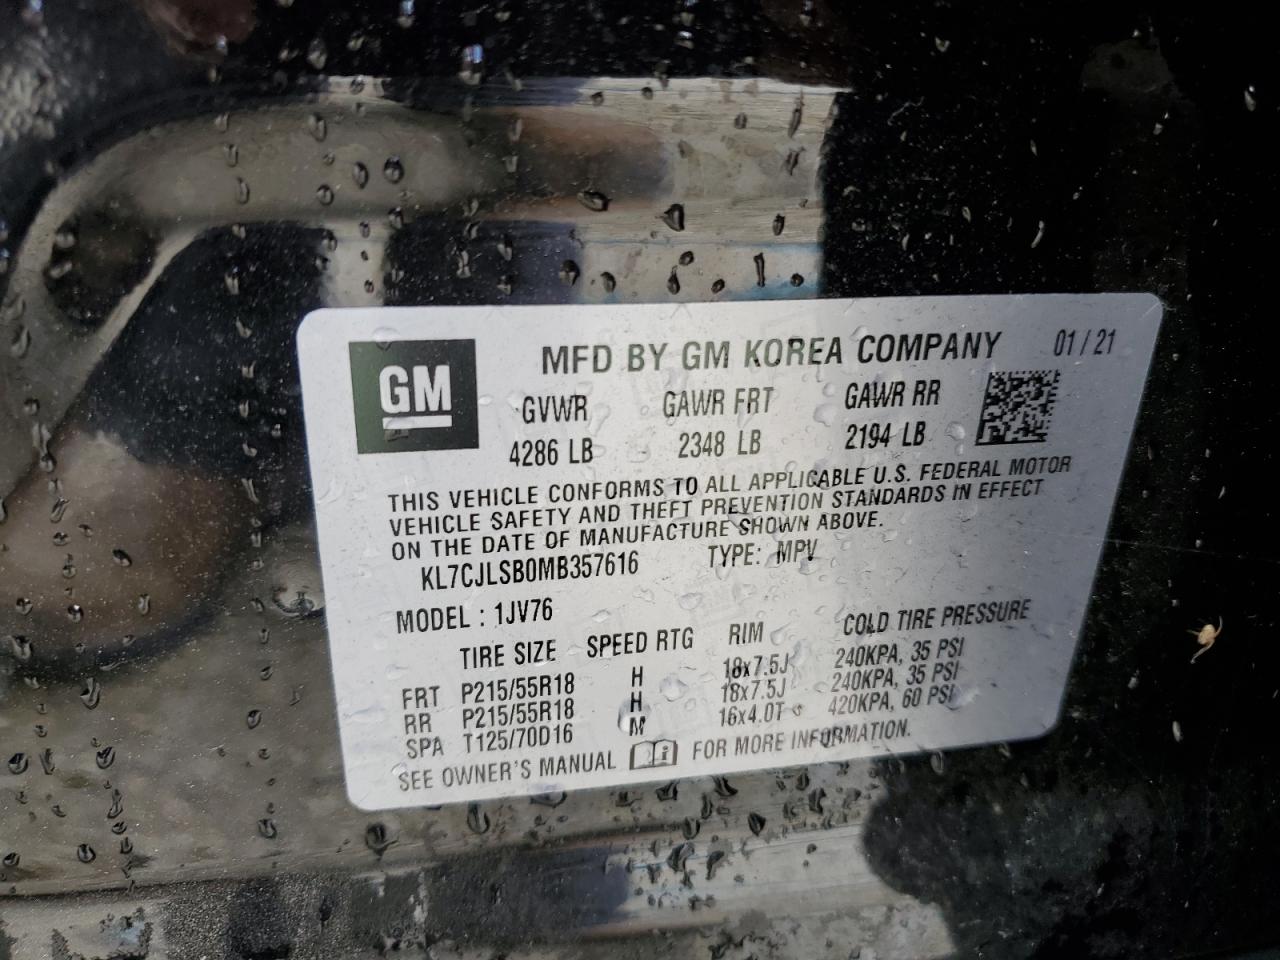 GM
MFD BY GM KOREA COMPANY 01/21
GVWR GAWR FRT GAWR RR
4286 LB 2348 LB 2194 LB
THIS VEHICLE CONFORMS TO ALL APPLICABLE U.S. FEDERAL MOTOR
VEHICLE SAFETY AND THEFT PREVENTION STANDARDS IN EFFECT
ON THE DATE OF MANUFACTURE SHOWN ABOVE.
KL7CJLSB0MB357616 TYPE: MPV
MODEL : 1JV76
TIRE SIZE SPEED RTG RIM COLD TIRE PRESSURE
FRT P215/55R18 H 18x7.5J 240KPA, 35 PSI
RR P215/55R18 H 18x7.5J 240KPA, 35 PSI
SPA T125/70D16 M 16x4.0T 420KPA, 60 PSI
SEE OWNER'S MANUAL FOR MORE INFORMATION.